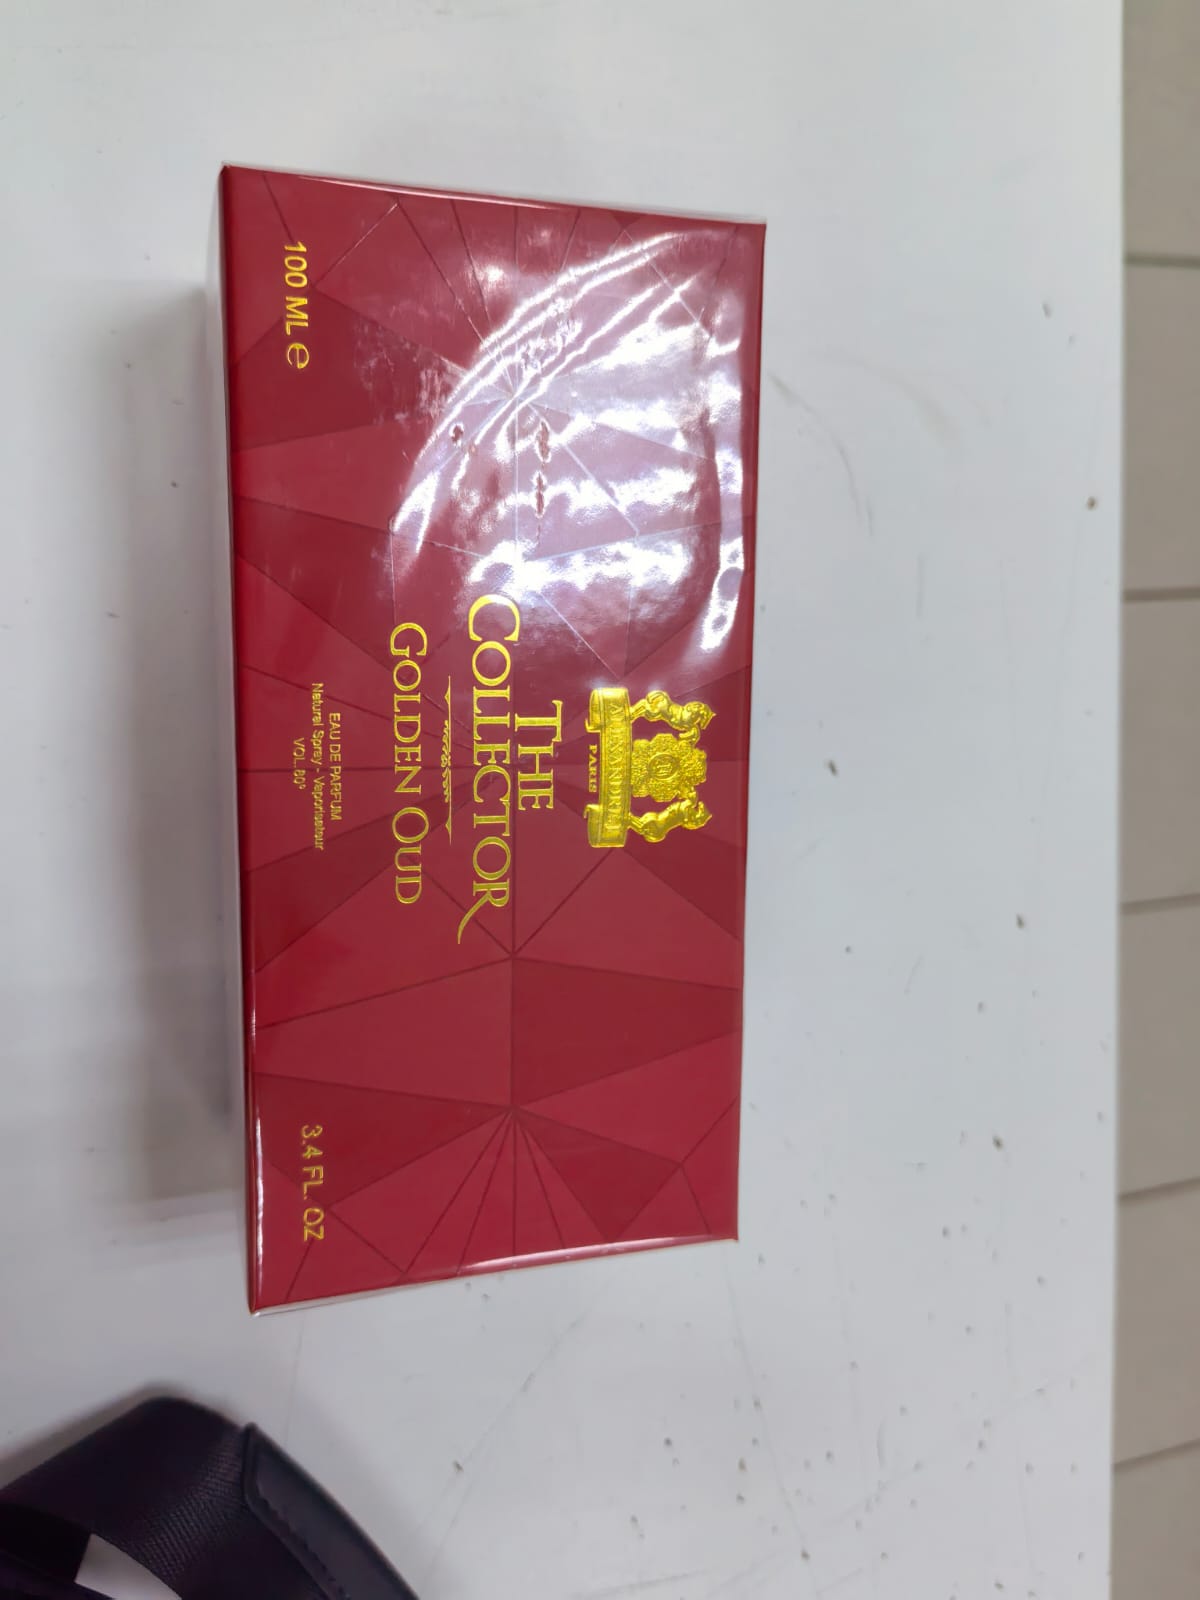 ALEXANDRE.J
PARIS
THE
COLLECTOR
GOLDEN OUD
EAU DE PARFUM
Natural Spray - Vaporisateur
VOL.80°
100 ML ℮
3.4 FL. OZ